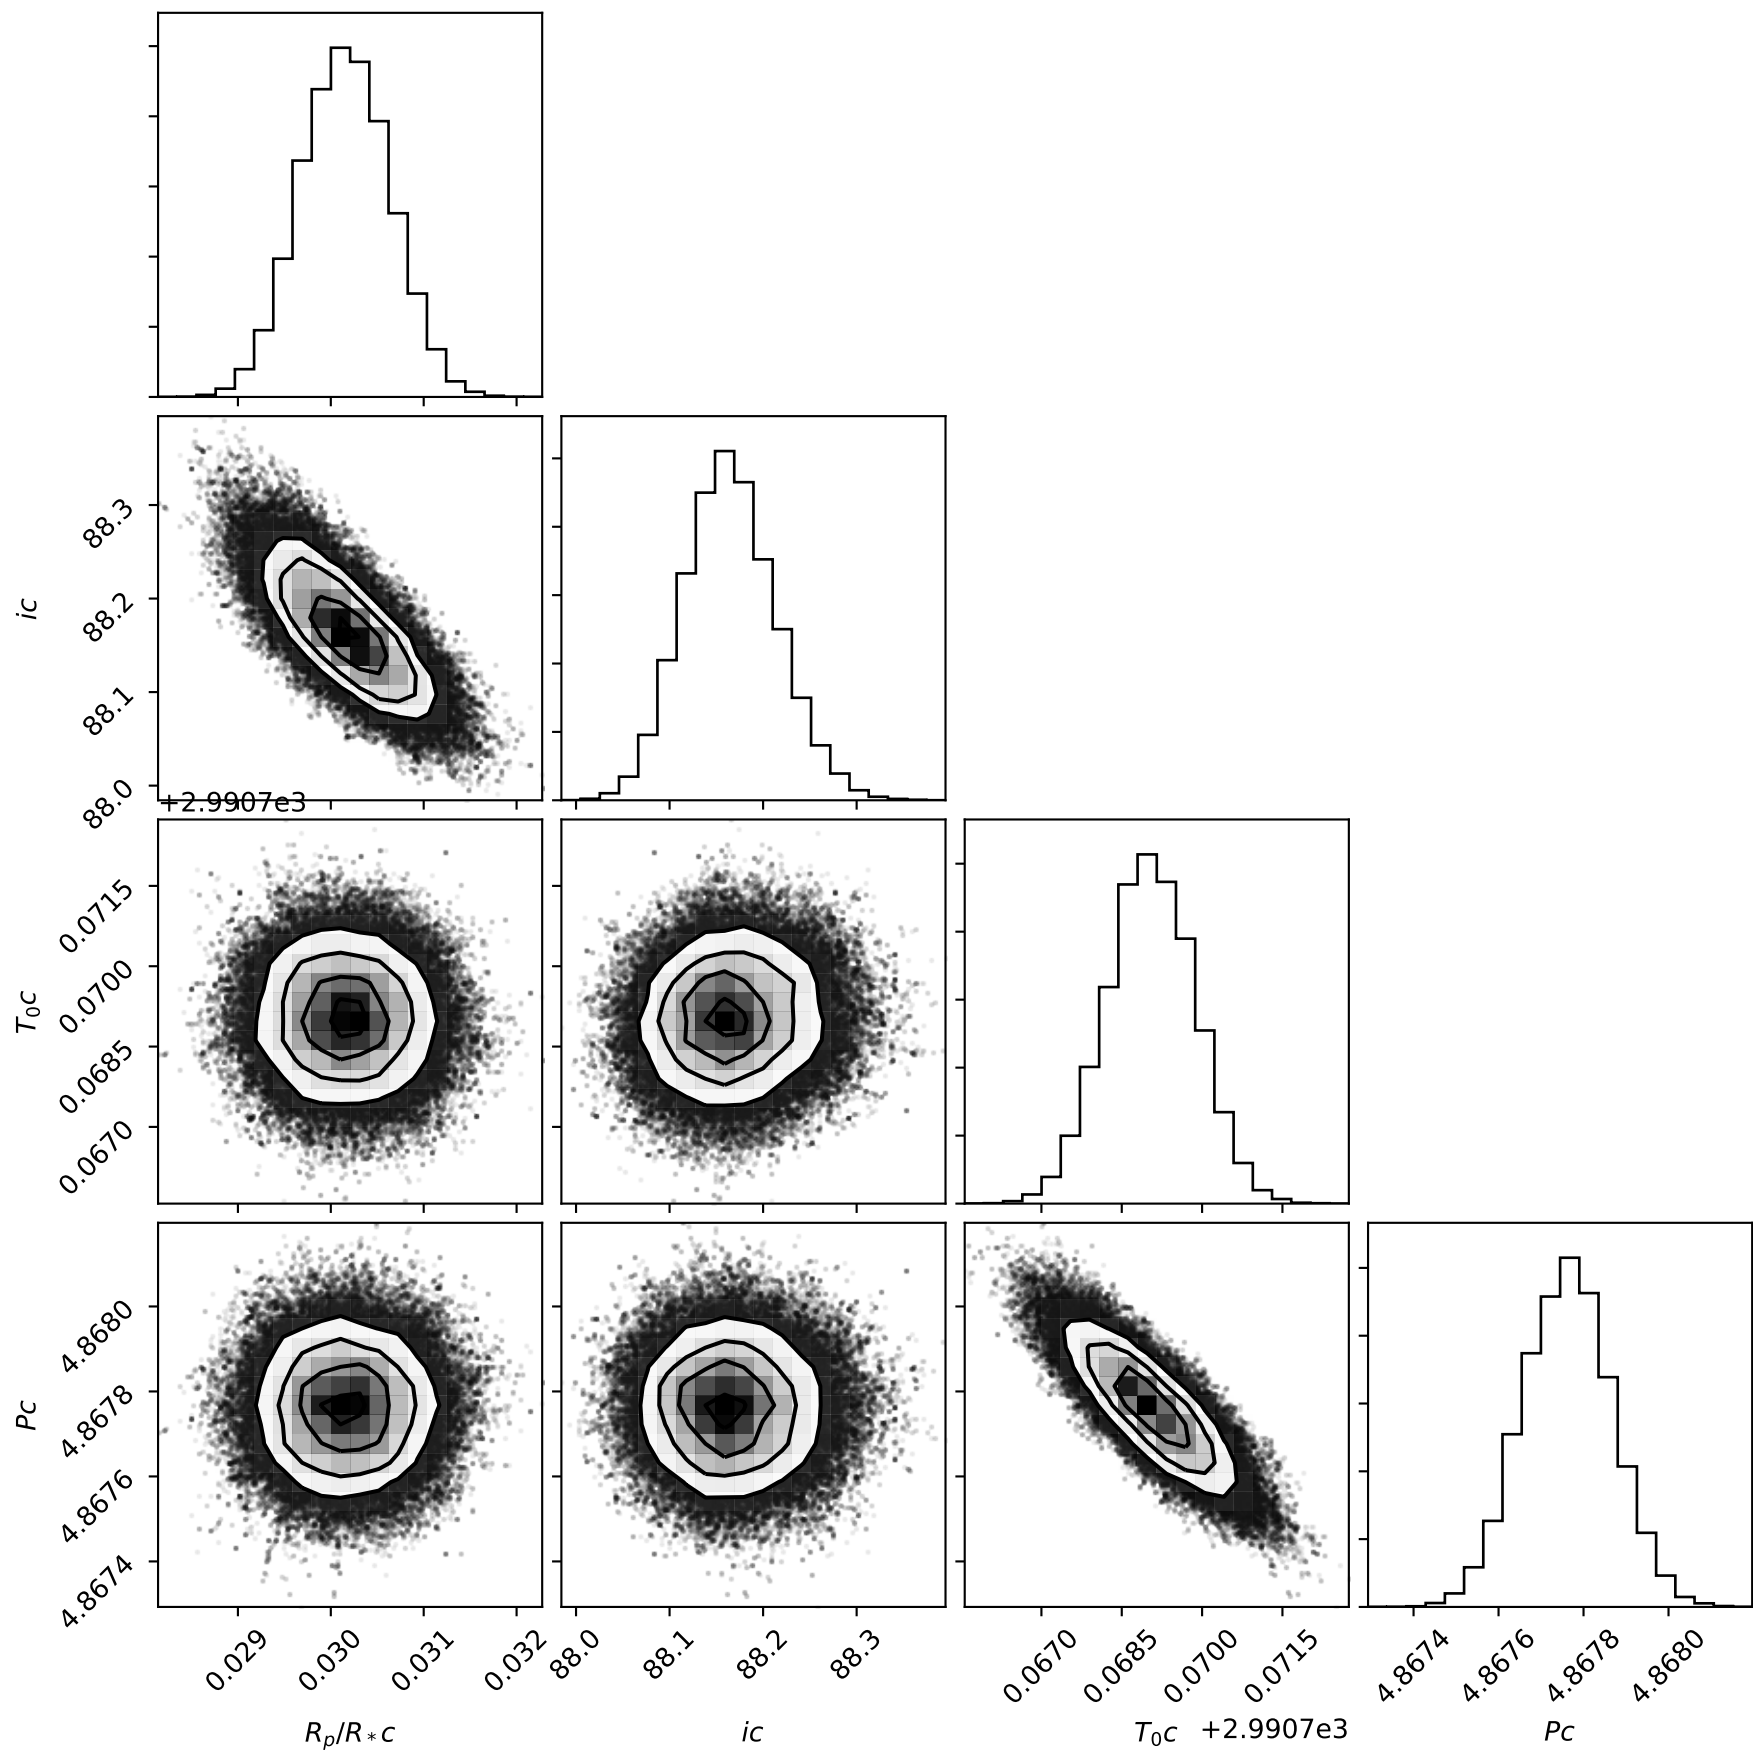 88.3
88.2
88.1
88.0
ic
+2.9907e3
0.0715
0.0700
0.0685
0.0670
T₀c
4.8680
4.8678
4.8676
4.8674
Pc
0.029 0.030 0.031 0.032
88.0 88.1 88.2 88.3
0.0670 0.0685 0.0700 0.0715
4.8674 4.8676 4.8678 4.8680
Rₚ/R*c
ic
T₀c +2.9907e3
Pc